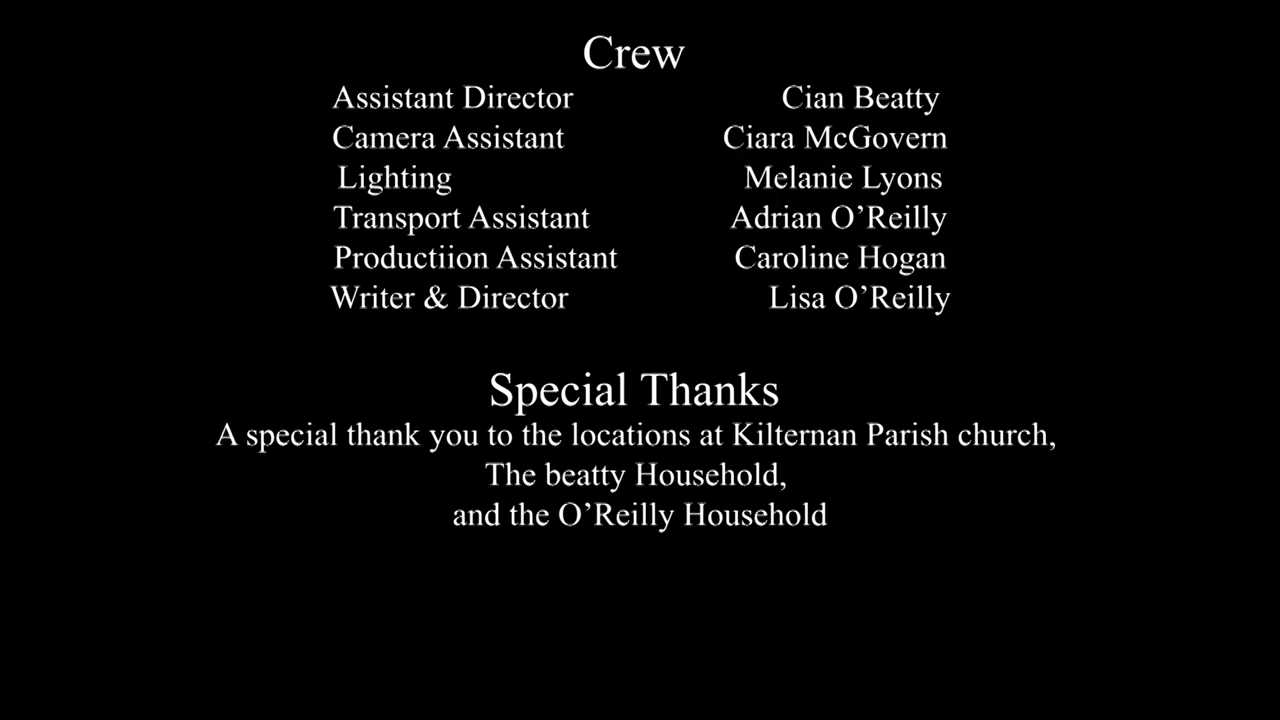 Crew
Assistant Director Cian Beatty
Camera Assistant Ciara McGovern
Lighting Melanie Lyons
Transport Assistant Adrian O’Reilly
Productiion Assistant Caroline Hogan
Writer & Director Lisa O’Reilly
Special Thanks
A special thank you to the locations at Kilternan Parish church,
The beatty Household,
and the O’Reilly Household